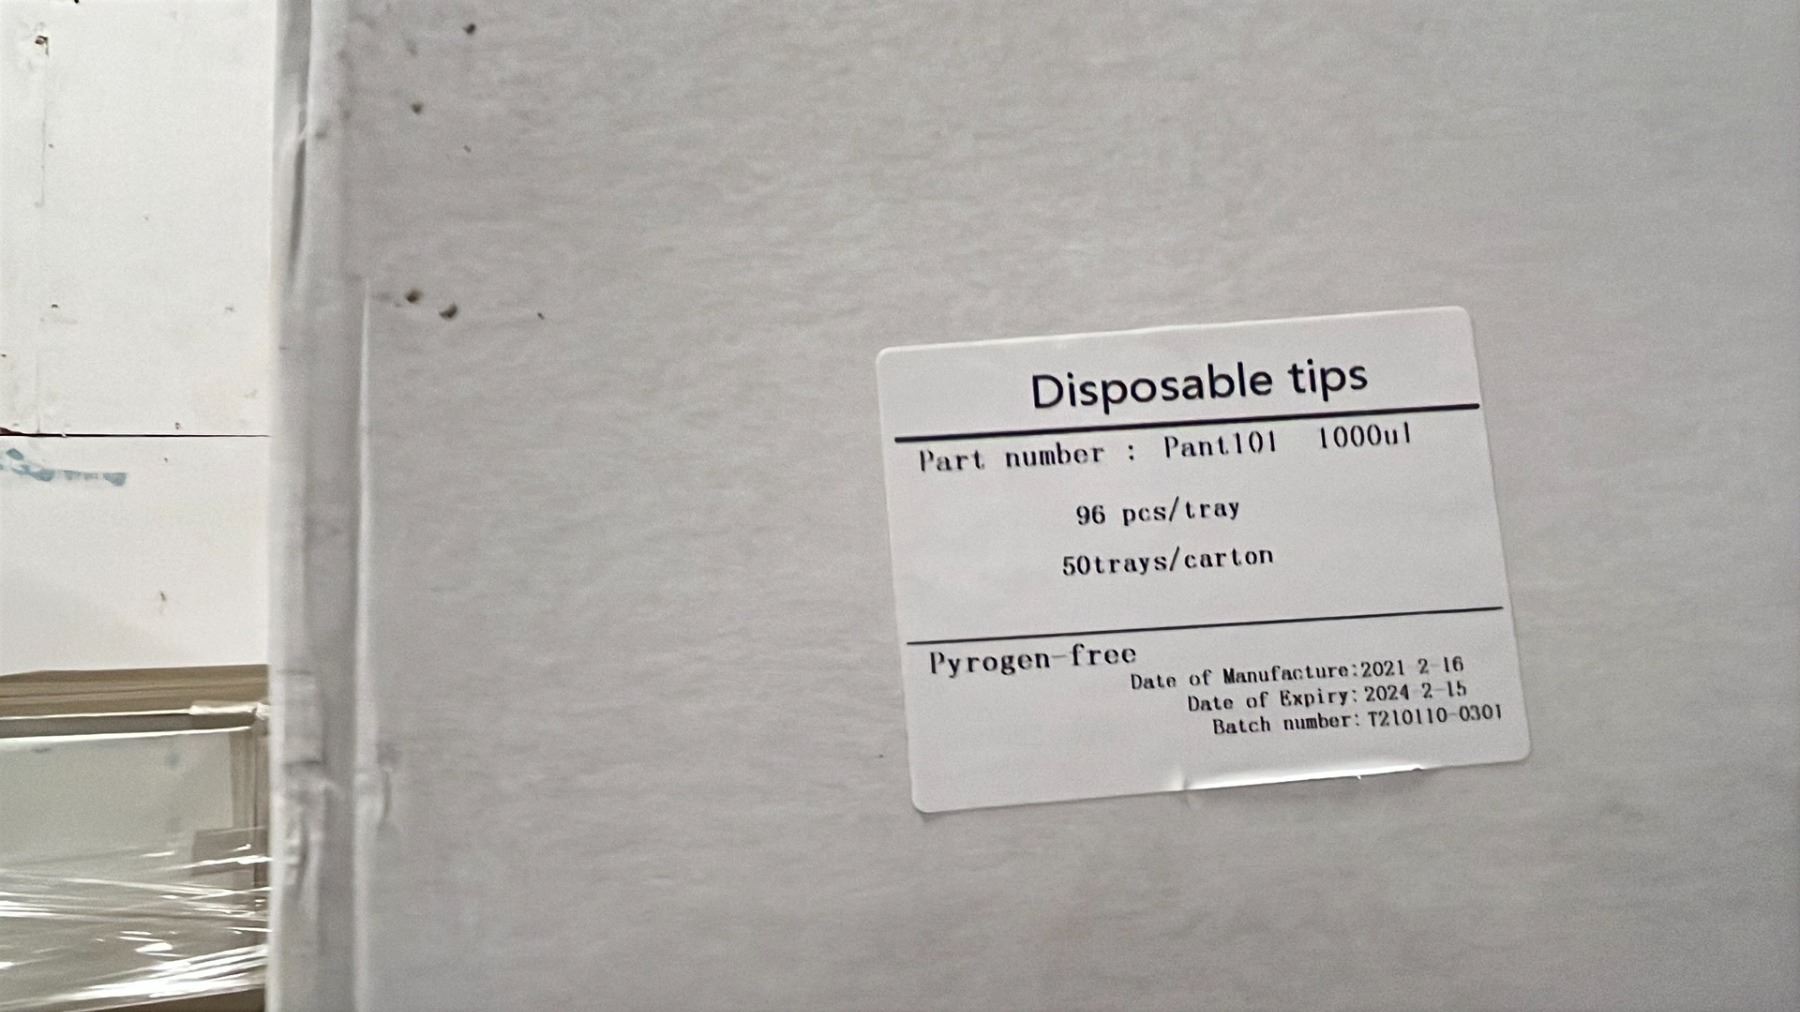 Disposable tips
Part number : Pant101 1000ul
96 pcs/tray
50trays/carton
Pyrogen-free
Date of Manufacture:2021-2-16
Date of Expiry:2024-2-15
Batch number:T210110-0301